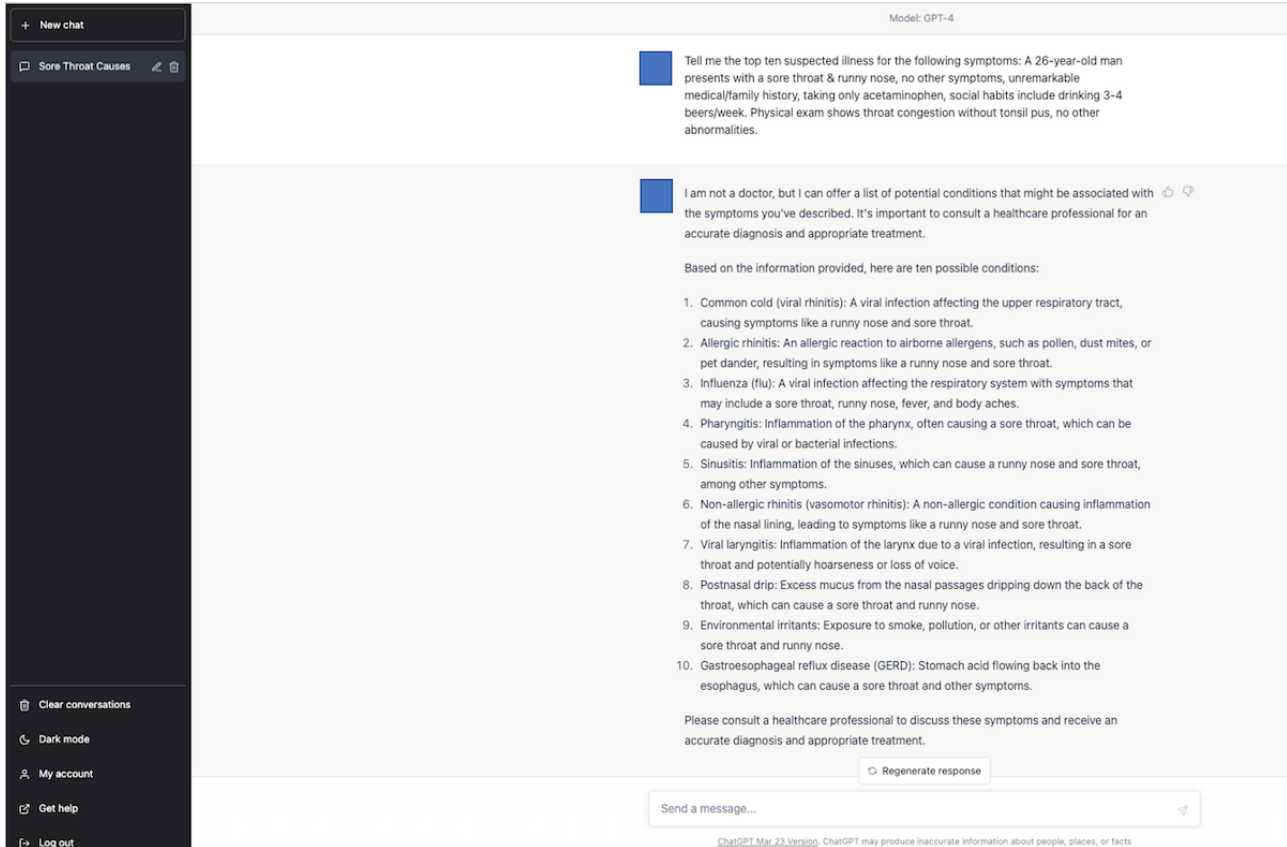 New chat
Sore Throat Causes
Clear conversations
Dark mode
My account
Get help
Log out
Model: GPT-4
Tell me the top ten suspected illness for the following symptoms: A 26-year-old man
presents with a sore throat & runny nose, no other symptoms, unremarkable
medical/family history, taking only acetaminophen, social habits include drinking 3-4
beers/week. Physical exam shows throat congestion without tonsil pus, no other
abnormalities.
I am not a doctor, but I can offer a list of potential conditions that might be associated with
the symptoms you've described. It's important to consult a healthcare professional for an
accurate diagnosis and appropriate treatment.
Based on the information provided, here are ten possible conditions:
1. Common cold (viral rhinitis): A viral infection affecting the upper respiratory tract,
causing symptoms like a runny nose and sore throat.
2. Allergic rhinitis: An allergic reaction to airborne allergens, such as pollen, dust mites, or
pet dander, resulting in symptoms like a runny nose and sore throat.
3. Influenza (flu): A viral infection affecting the respiratory system with symptoms that
may include a sore throat, runny nose, fever, and body aches.
4. Pharyngitis: Inflammation of the pharynx, often causing a sore throat, which can be
caused by viral or bacterial infections.
5. Sinusitis: Inflammation of the sinuses, which can cause a runny nose and sore throat,
among other symptoms.
6. Non-allergic rhinitis (vasomotor rhinitis): A non-allergic condition causing inflammation
of the nasal lining, leading to symptoms like a runny nose and sore throat.
7. Viral laryngitis: Inflammation of the larynx due to a viral infection, resulting in a sore
throat and potentially hoarseness or loss of voice.
8. Postnasal drip: Excess mucus from the nasal passages dripping down the back of the
throat, which can cause a sore throat and runny nose.
9. Environmental irritants: Exposure to smoke, pollution, or other irritants can cause a
sore throat and runny nose.
10. Gastroesophageal reflux disease (GERD): Stomach acid flowing back into the
esophagus, which can cause a sore throat and other symptoms.
Please consult a healthcare professional to discuss these symptoms and receive an
accurate diagnosis and appropriate treatment.
Regenerate response
Send a message...
ChatGPT Mar 23 Version. ChatGPT may produce inaccurate information about people, places, or facts